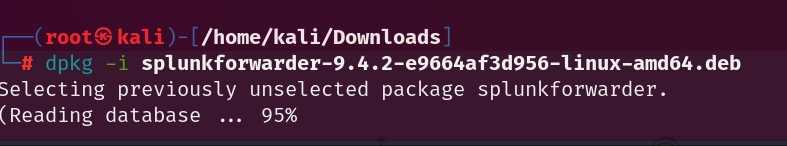 ┌──(root㉿kali)-[/home/kali/Downloads]
└─# dpkg -i splunkforwarder-9.4.2-e9664af3d956-linux-amd64.deb
Selecting previously unselected package splunkforwarder.
(Reading database ... 95%